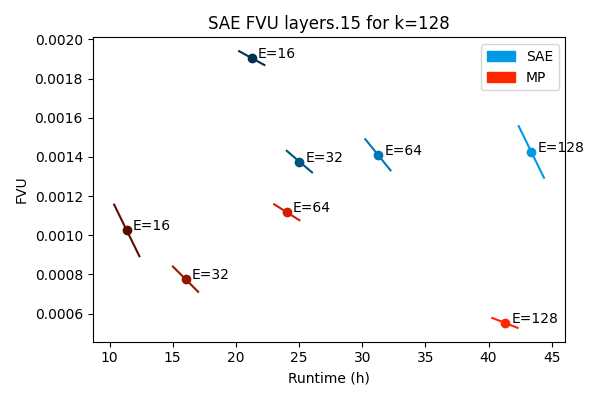 SAE FVU layers.15 for k=128
0.0020
0.0018
0.0016
0.0014
0.0012
0.0010
0.0008
0.0006
FVU
E=16
E=32
E=64
E=128
E=16
E=32
E=64
E=128
SAE
MP
10 15 20 25 30 35 40 45
Runtime (h)